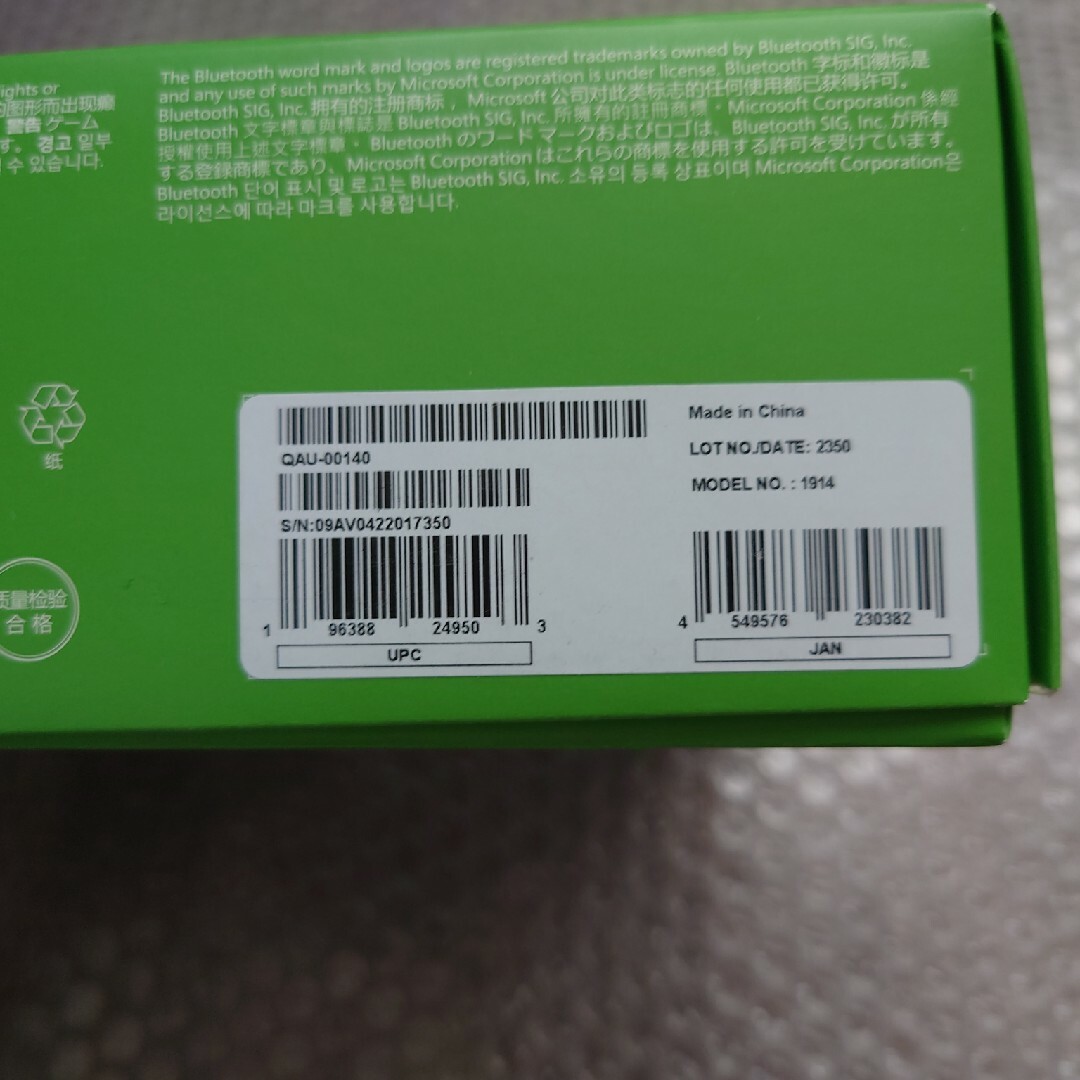 ights or
的图形而出现癫
警告 ゲーム
す。 경고 일부
수 있습니다.
The Bluetooth word mark and logos are registered trademarks owned by Bluetooth SIG, Inc.
and any use of such marks by Microsoft Corporation is under license. Bluetooth 字标和徽标是
Bluetooth SIG, Inc. 拥有的注册商标，Microsoft 公司对此类标志的任何使用都已获得许可。
Bluetooth 文字標章與標誌是 Bluetooth SIG, Inc. 所擁有的註冊商標，Microsoft Corporation 係經
授權使用上述文字標章。Bluetooth のワード マークおよびロゴは、Bluetooth SIG, Inc. が所有
する登録商標であり、Microsoft Corporation はこれらの商標を使用する許可を受けています。
Bluetooth 단어 표시 및 로고는 Bluetooth SIG, Inc. 소유의 등록 상표이며 Microsoft Corporation은
라이선스에 따라 마크를 사용합니다.
纸
质量检验
合格
QAU-00140
S/N:09AV0422017350
1 96388 24950 3
UPC
Made in China
LOT NO./DATE: 2350
MODEL NO. : 1914
4 549576 230382
JAN